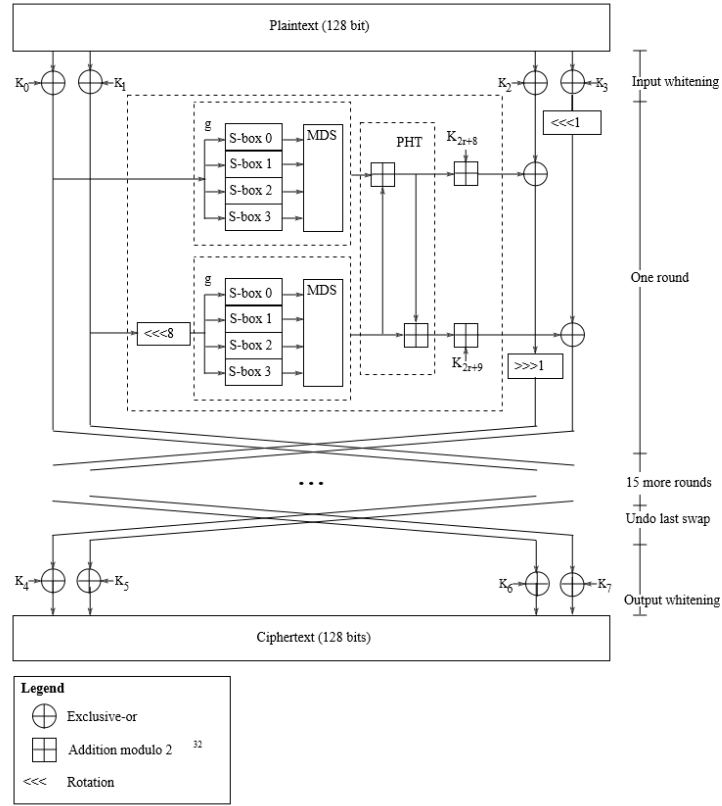 Plaintext (128 bit)
K0 K1 K2 K3 Input whitening
<<<1
g MDS PHT K2r+8
S-box 0
S-box 1
S-box 2
S-box 3
One round
g MDS
S-box 0
S-box 1
<<<8
S-box 2
S-box 3
K2r+9
>>>1
... 15 more rounds
Undo last swap
K4 K5 K6 K7
Output whitening
Ciphertext (128 bits)
Legend
Exclusive-or
Addition modulo 2 32
<<< Rotation